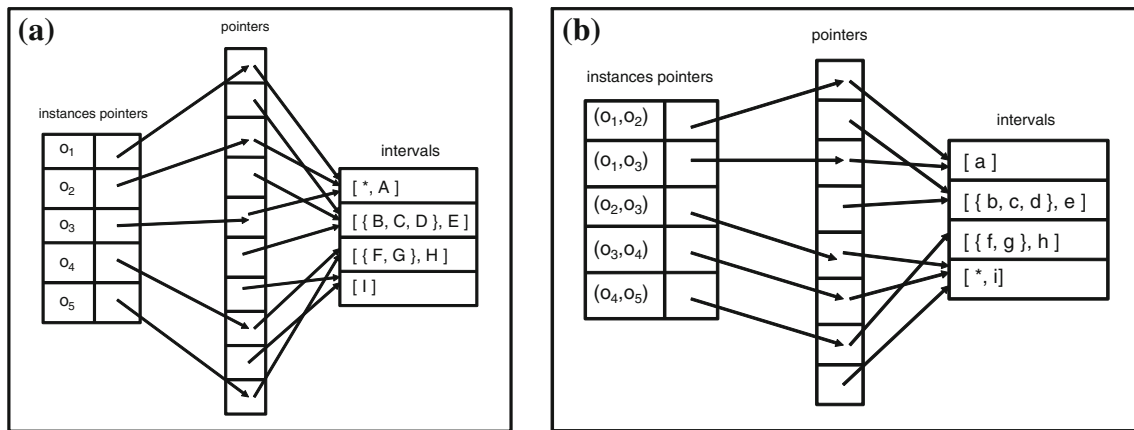 (a)
pointers
instances pointers
intervals
o1
o2
o3
o4
o5
[ *, A ]
[ { B, C, D }, E ]
[ { F, G }, H ]
[ I ]
(b)
pointers
instances pointers
intervals
(o1,o2)
(o1,o3)
(o2,o3)
(o3,o4)
(o4,o5)
[ a ]
[ { b, c, d }, e ]
[ { f, g }, h ]
[ *, i]